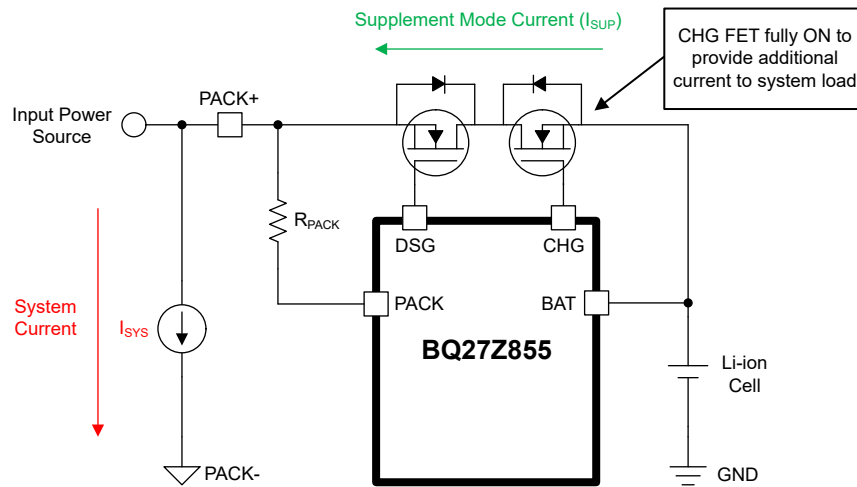 Supplement Mode Current (ISUP)
CHG FET fully ON to
provide additional
current to system load
PACK+
Input Power
Source
RPACK
DSG
CHG
System
Current
ISYS
PACK
BAT
BQ27Z855
Li-ion
Cell
PACK-
GND